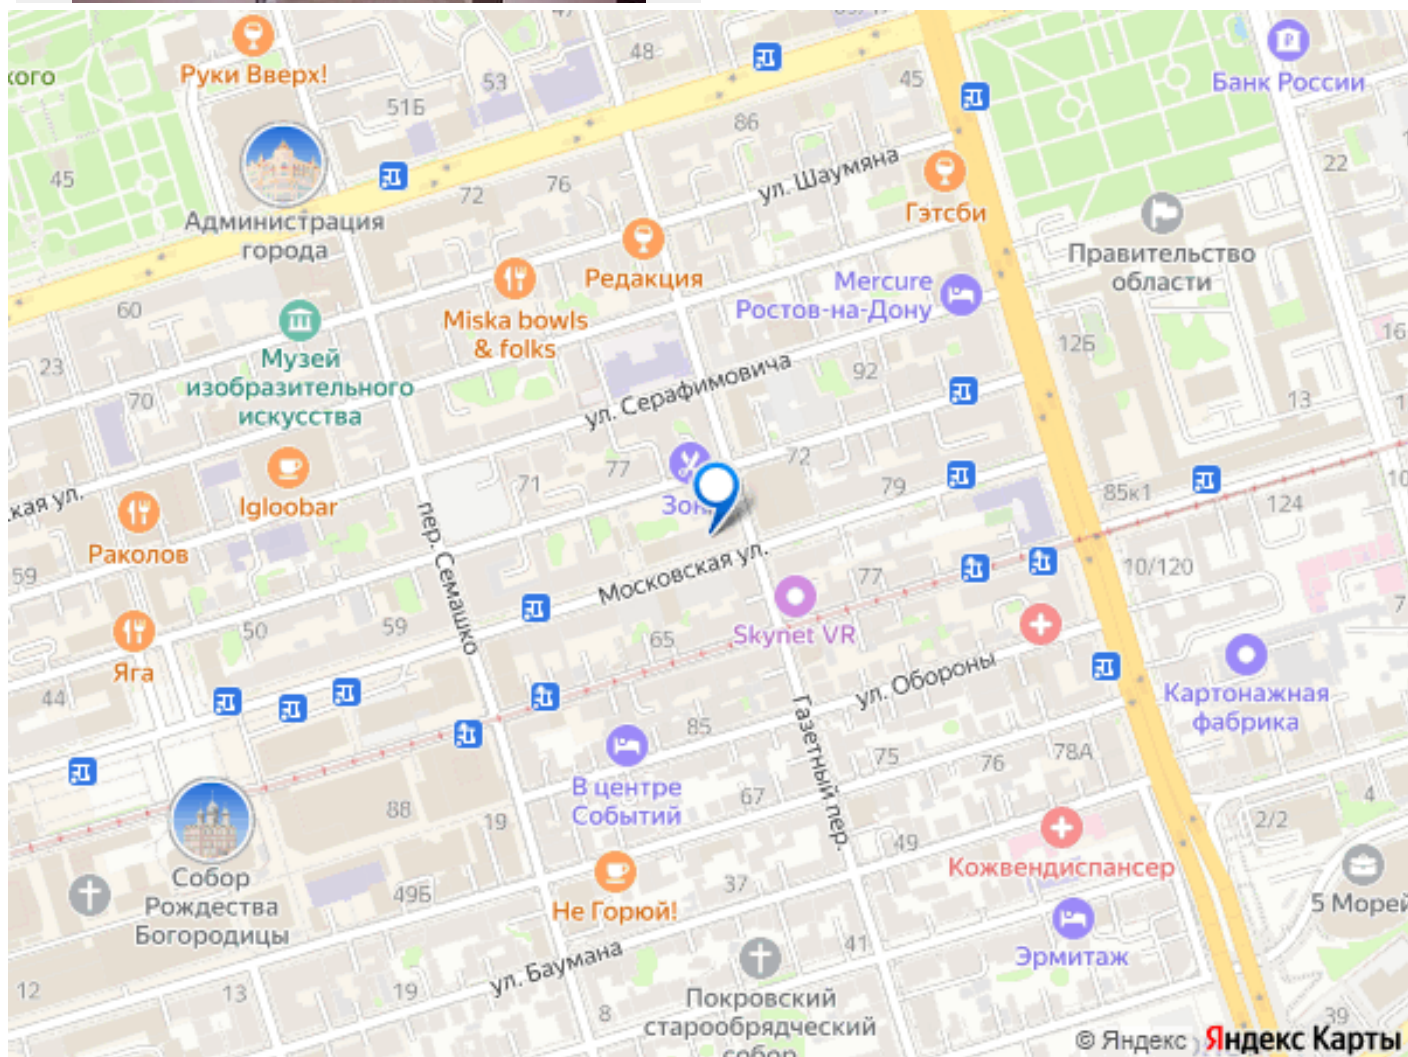 кого
Руки Вверх!
47
48
53
51Б
45
Банк России
86
22
ул. Шаумяна
45
72
76
Гэтсби
Администрация
города
Правительство
области
Редакция
Mercure
Ростов-на-Дону
60
Miska bowls
& folks
Музей
изобразительного
искусства
12Б
16
23
92
70
ул. Серафимовича
13
72
77
71
79
Igloobar
Зон
85к1
124
10
кая ул.
Раколов
пер. Семашко
Московская ул.
77
10/120
59
50
59
65
Skynet VR
7
Яга
ул. Обороны
44
Картонажная
фабрика
85
Газетный пер.
75
76
78А
В центре
Событий
67
88
19
4
2/2
49
Кожвендиспансер
Собор
Рождества
Богородицы
49Б
37
Не Горюй!
5 Морей
41
Эрмитаж
ул. Баумана
12
13
19
8
Покровский
старообрядческий
собор
39
© Яндекс Яндекс Карты